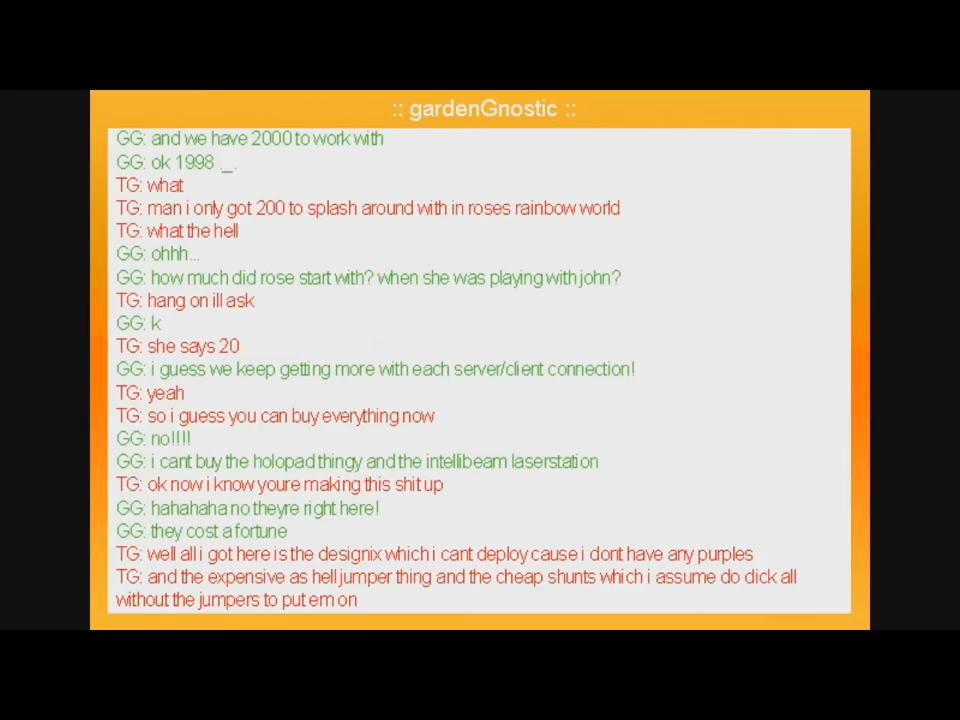 :: gardenGnostic ::
GG: and we have 2000 to work with
GG: ok 1998 ._.
TG: what
TG: man i only got 200 to splash around with in roses rainbow world
TG: what the hell
GG: ohhh...
GG: how much did rose start with? when she was playing with john?
TG: hang on ill ask
GG: k
TG: she says 20
GG: i guess we keep getting more with each server/client connection!
TG: yeah
TG: so i guess you can buy everything now
GG: no!!!!
GG: i cant buy the holopad thingy and the intellibeam laserstation
TG: ok now i know youre making this shit up
GG: hahahaha no theyre right here!
GG: they cost a fortune
TG: well all i got here is the designix which i cant deploy cause i dont have any purples
TG: and the expensive as hell jumper thing and the cheap shunts which i assume do dick all
without the jumpers to put em on